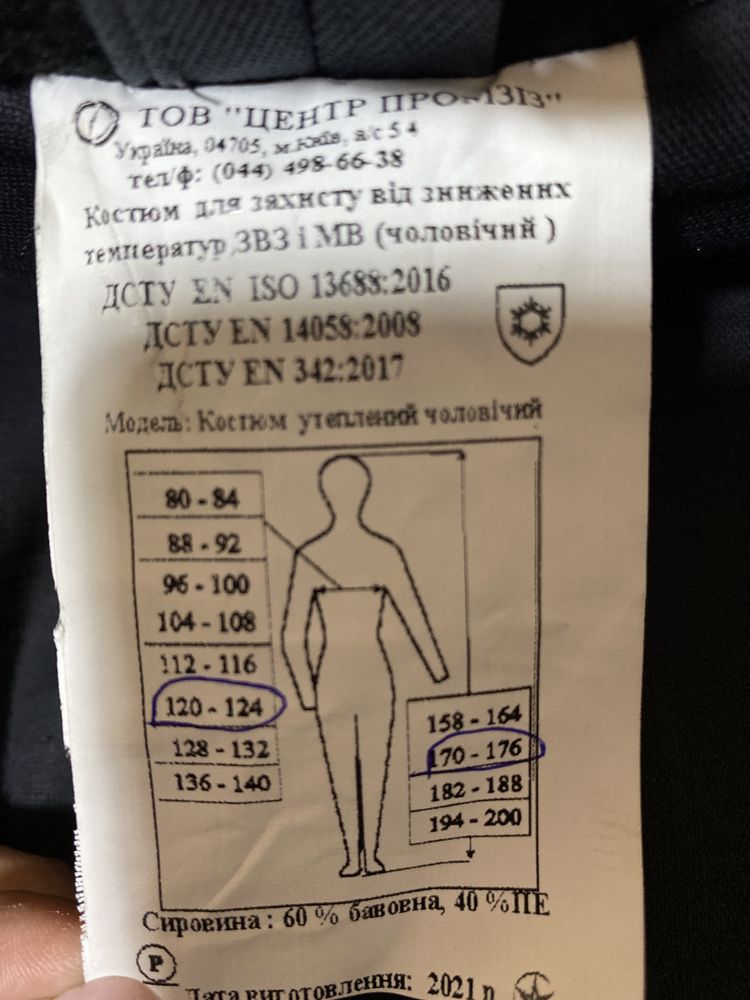 ТОВ "ЦЕНТР ПРОМЗІЗ"
Україна, 04705, м.Київ, а/с 54
тел/ф: (044) 498-66-38
Костюм для захисту від знижених
температур,ЗВЗ і МВ (чоловічий )
ДСТУ EN ISO 13688:2016
ДСТУ EN 14058:2008
ДСТУ EN 342:2017
Модель: Костюм утеплений чоловічий
80 - 84
88 - 92
96 - 100
104 - 108
112 - 116
120 - 124
128 - 132
136 - 140
158 - 164
170 - 176
182 - 188
194 - 200
Сировина : 60 % бавовна, 40 %ПЕ
P
Дата виготовлення: 2021 р